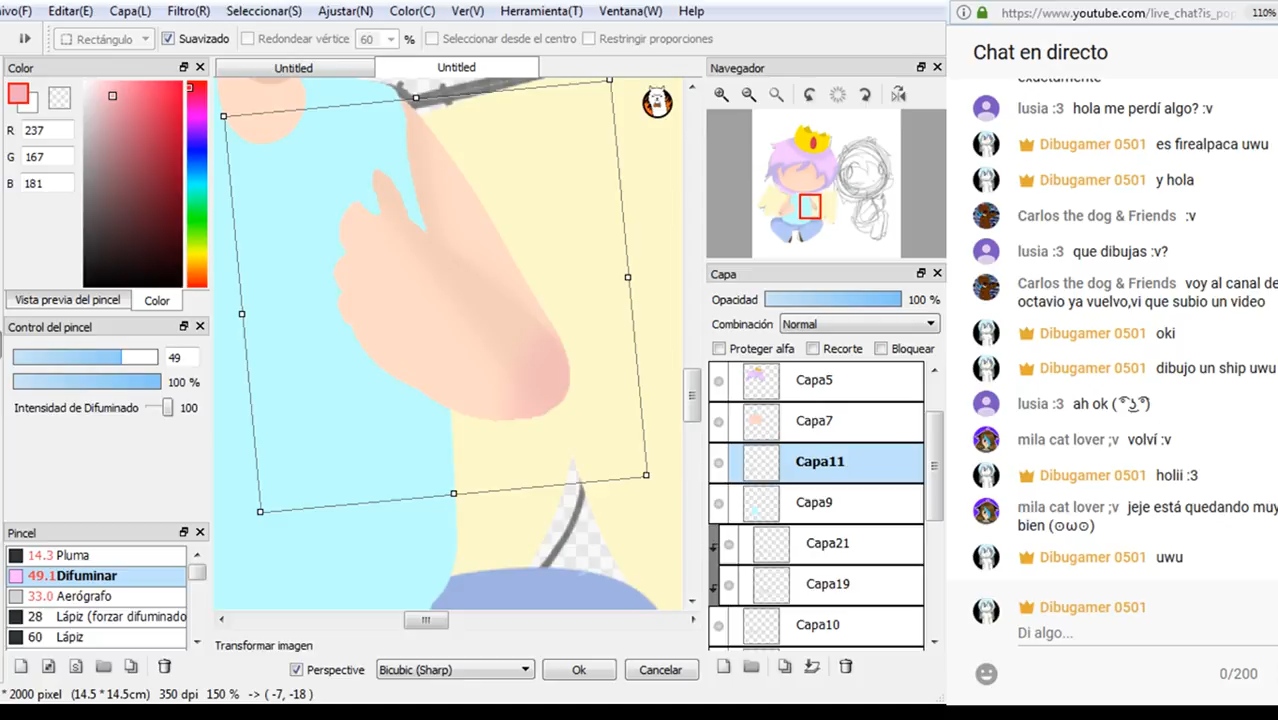 ivo(F) Editar(E) Capa(L) Filtro(R) Seleccionar(S) Ajustar(N) Color(C) Ver(V) Herramienta(T) Ventana(W) Help
Rectángulo Suavizado Redondear vértice 60 % Seleccionar desde el centro Restringir proporciones
Color
R 237
G 167
B 181
Vista previa del pincel Color
Control del pincel
49
100 %
Intensidad de Difuminado 100
Pincel
14.3 Pluma
49.1 Difuminar
33.0 Aerógrafo
28 Lápiz (forzar difuminado
60 Lápiz
Untitled Untitled
Transformar imagen
Perspective Bicubic (Sharp) Ok Cancelar
* 2000 pixel (14.5 * 14.5cm) 350 dpi 150 % -> ( -7, -18 )
Navegador
Capa
Opacidad 100 %
Combinación Normal
Proteger alfa Recorte Bloquear
Capa5
Capa7
Capa11
Capa9
Capa21
Capa19
Capa10
https://www.youtube.com/live_chat?is_pop 110%
Chat en directo
exactamente
lusia :3 hola me perdí algo? :v
Dibugamer 0501 es firealpaca uwu
Dibugamer 0501 y hola
Carlos the dog & Friends :v
lusia :3 que dibujas :v?
Carlos the dog & Friends voy al canal de
octavio ya vuelvo,vi que subio un video
Dibugamer 0501 oki
Dibugamer 0501 dibujo un ship uwu
lusia :3 ah ok ( ͡° ͜ʖ ͡°)
mila cat lover ;v volví :v
Dibugamer 0501 holii :3
mila cat lover ;v jeje está quedando muy
bien (⊙ω⊙)
Dibugamer 0501 uwu
Dibugamer 0501
Di algo...
0/200